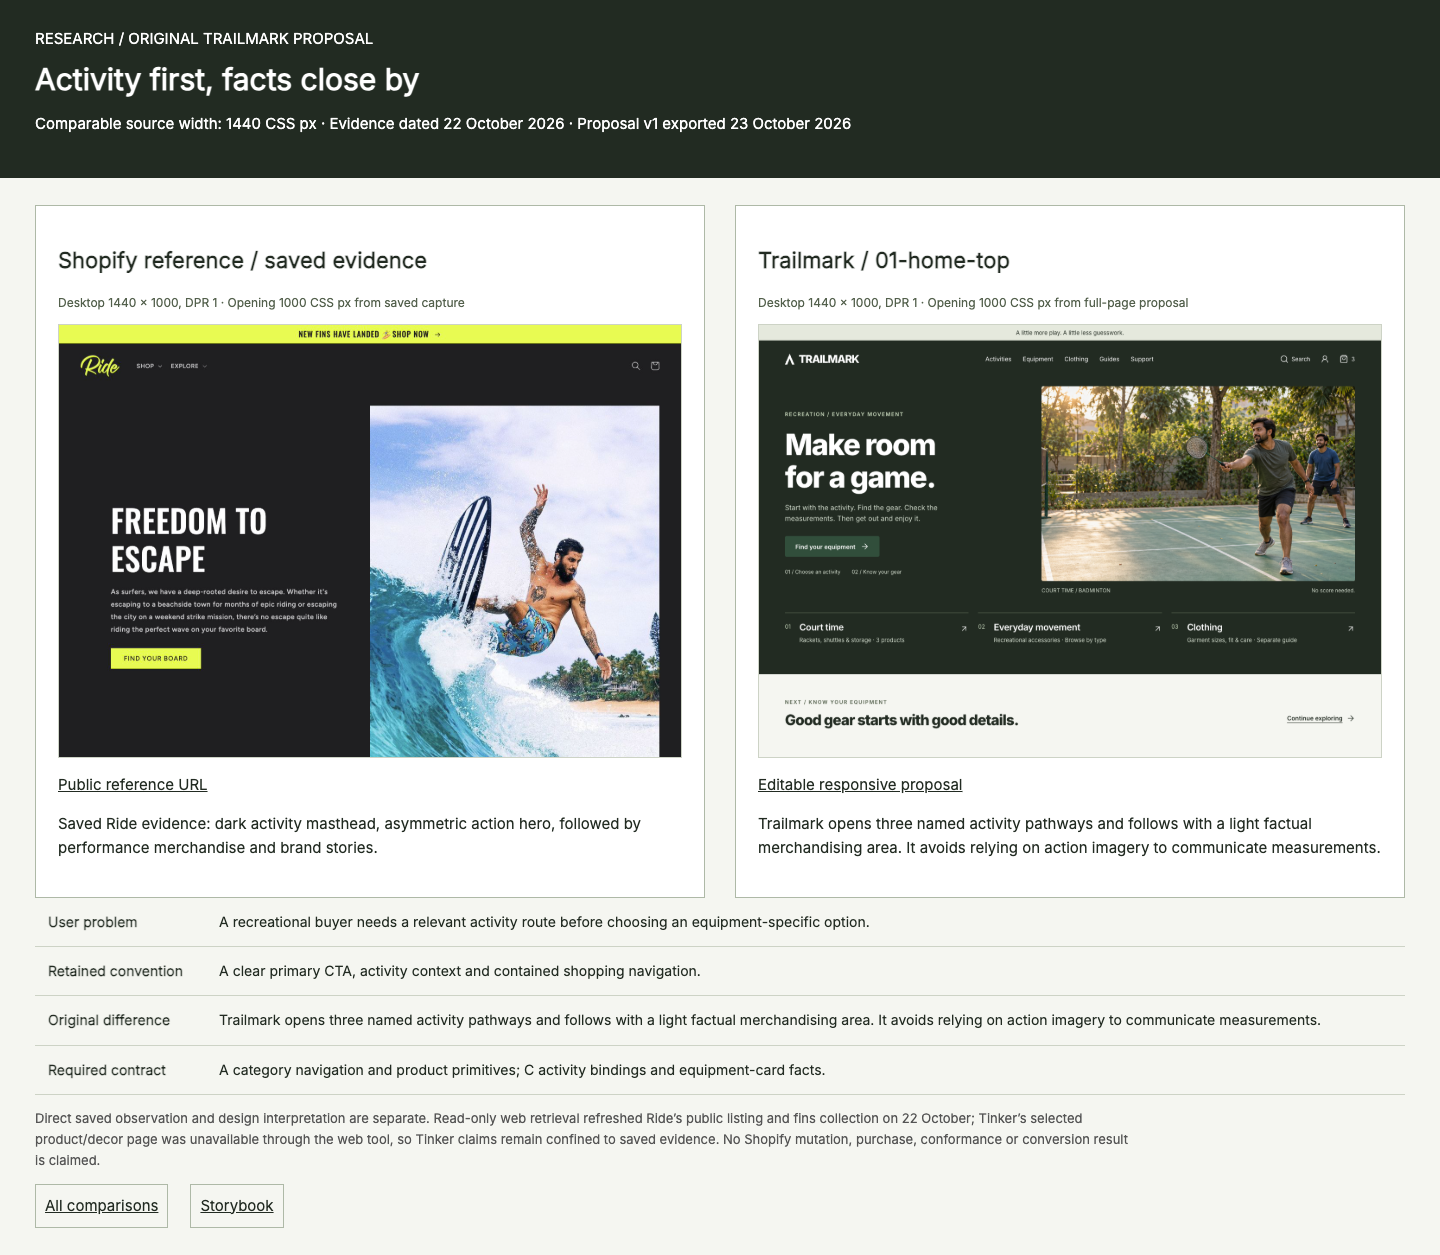 RESEARCH / ORIGINAL TRAILMARK PROPOSAL
Activity first, facts close by
Comparable source width: 1440 CSS px · Evidence dated 22 October 2026 · Proposal v1 exported 23 October 2026
Shopify reference / saved evidence
Desktop 1440 × 1000, DPR 1 · Opening 1000 CSS px from saved capture
NEW FINS HAVE LANDED 🏄 SHOP NOW →
Ride
SHOP
EXPLORE
FREEDOM TO
ESCAPE
As surfers, we have a deep-rooted desire to escape. Whether it's
escaping to a beachside town for months of epic riding or escaping
the city on a weekend strike mission, there's no escape quite like
riding the perfect wave on your favorite board.
FIND YOUR BOARD
Public reference URL
Saved Ride evidence: dark activity masthead, asymmetric action hero, followed by
performance merchandise and brand stories.
Trailmark / 01-home-top
Desktop 1440 × 1000, DPR 1 · Opening 1000 CSS px from full-page proposal
A little more play. A little less guesswork.
TRAILMARK
Activities Equipment Clothing Guides Support
Search 3
RECREATION / EVERYDAY MOVEMENT
Make room
for a game.
Start with the activity. Find the gear. Check the
measurements. Then get out and enjoy it.
Find your equipment →
01 / Choose an activity 02 / Know your gear
COURT TIME / BADMINTON No score needed.
01 Court time ↗
Rackets, shuttles & storage · 3 products
02 Everyday movement ↗
Recreational accessories · Browse by type
03 Clothing ↗
Garment sizes, fit & care · Separate guide
NEXT / KNOW YOUR EQUIPMENT
Good gear starts with good details.
Continue exploring →
Editable responsive proposal
Trailmark opens three named activity pathways and follows with a light factual
merchandising area. It avoids relying on action imagery to communicate measurements.
User problem A recreational buyer needs a relevant activity route before choosing an equipment-specific option.
Retained convention A clear primary CTA, activity context and contained shopping navigation.
Original difference Trailmark opens three named activity pathways and follows with a light factual merchandising area. It avoids relying on action imagery to communicate measurements.
Required contract A category navigation and product primitives; C activity bindings and equipment-card facts.
Direct saved observation and design interpretation are separate. Read-only web retrieval refreshed Ride's public listing and fins collection on 22 October; Tinker's selected
product/decor page was unavailable through the web tool, so Tinker claims remain confined to saved evidence. No Shopify mutation, purchase, conformance or conversion result
is claimed.
All comparisons
Storybook